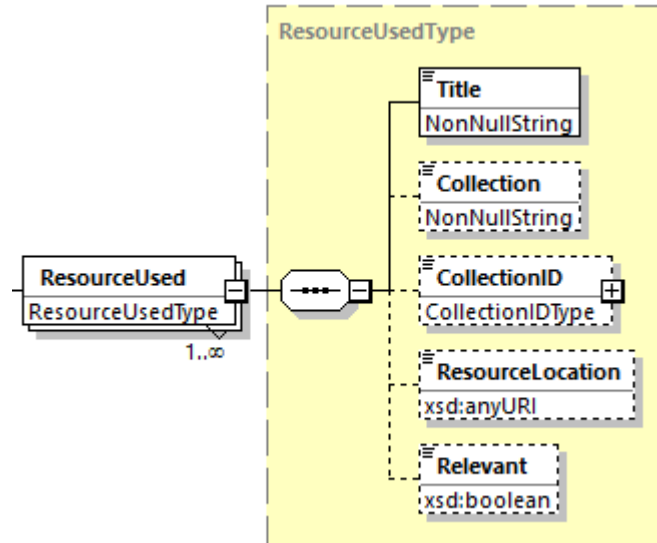 ResourceUsedType
Title
NonNullString
Collection
NonNullString
ResourceUsed
ResourceUsedType
1..∞
CollectionID
CollectionIDType
ResourceLocation
xsd:anyURI
Relevant
xsd:boolean